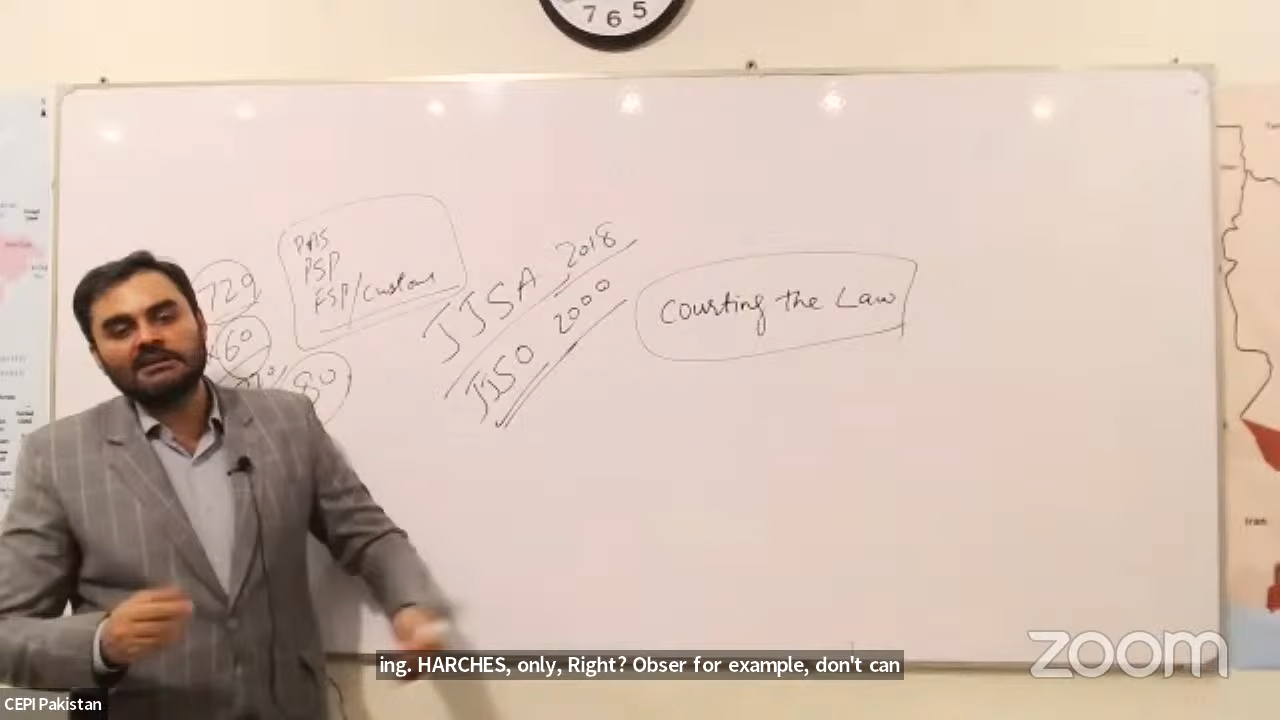 7 6 5
729
60
80
PAS
PSP
FSP/Custom
JJSA 2018
JJSO 2000
Courting the Law
Iran
zoom
ing. HARCHES, only, Right? Obser for example, don't can
CEPI Pakistan